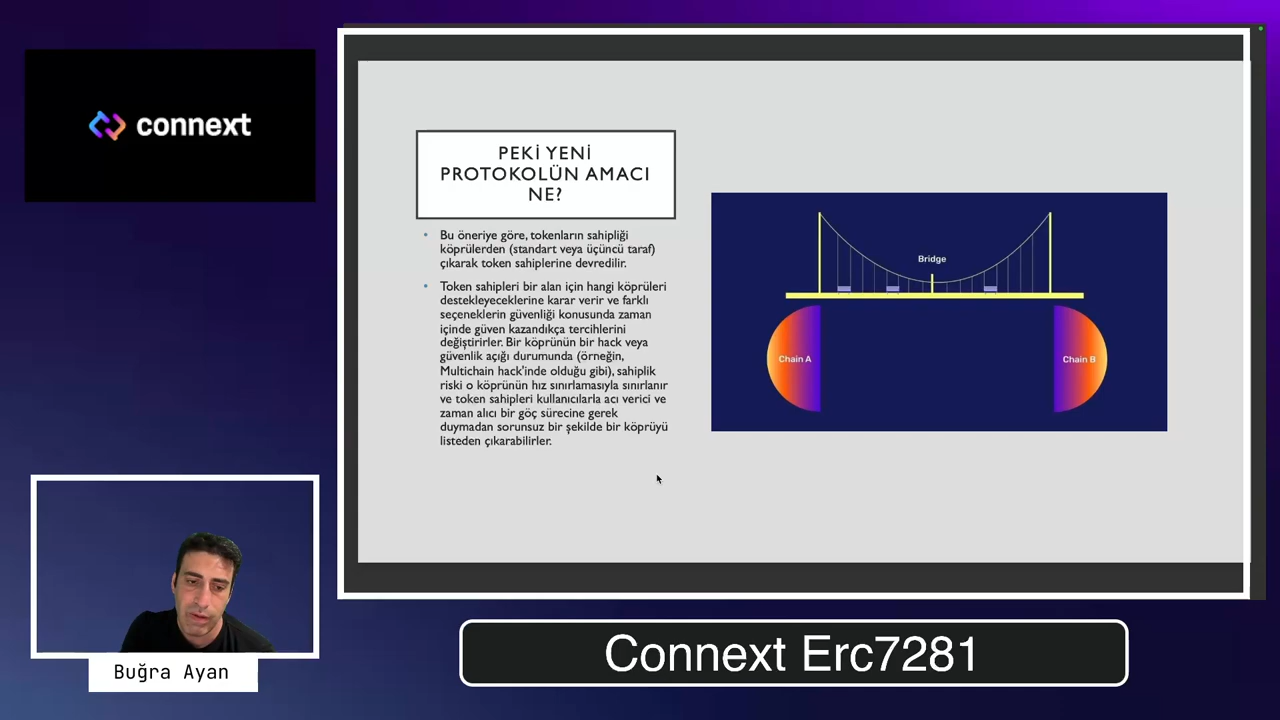 connext
PEKİ YENİ
PROTOKOLÜN AMACI
NE?
• Bu öneriye göre, tokenların sahipliği
köprülerden (standart veya üçüncü taraf)
çıkarak token sahiplerine devredilir.
• Token sahipleri bir alan için hangi köprüleri
destekleyeceklerine karar verir ve farklı
seçeneklerin güvenliği konusunda zaman
içinde güven kazandıkça tercihlerini
değiştirirler. Bir köprünün bir hack veya
güvenlik açığı durumunda (örneğin,
Multichain hack'inde olduğu gibi), sahiplik
riski o köprünün hız sınırlamasıyla sınırlanır
ve token sahipleri kullanıcılarla acı verici ve
zaman alıcı bir göç sürecine gerek
duymadan sorunsuz bir şekilde bir köprüyü
listeden çıkarabilirler.
Bridge
Chain A
Chain B
Buğra Ayan
Connext Erc7281